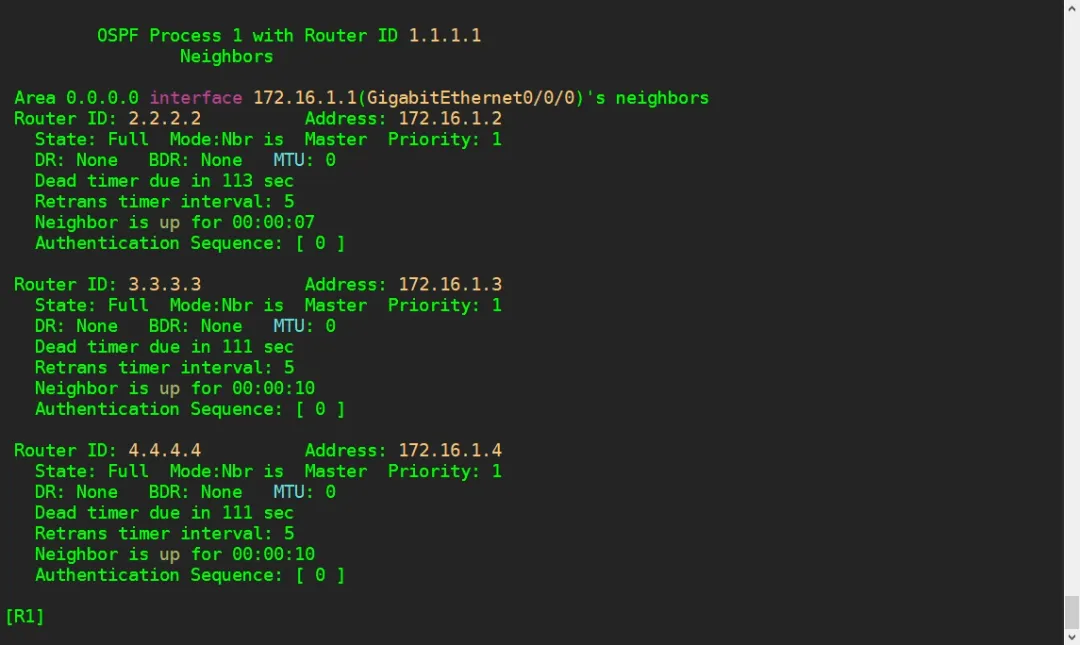 OSPF Process 1 with Router ID 1.1.1.1
Neighbors
Area 0.0.0.0 interface 172.16.1.1(GigabitEthernet0/0/0)'s neighbors
Router ID: 2.2.2.2          Address: 172.16.1.2
State: Full  Mode:Nbr is  Master  Priority: 1
DR: None   BDR: None   MTU: 0
Dead timer due in 113 sec
Retrans timer interval: 5
Neighbor is up for 00:00:07
Authentication Sequence: [ 0 ]
Router ID: 3.3.3.3          Address: 172.16.1.3
State: Full  Mode:Nbr is  Master  Priority: 1
DR: None   BDR: None   MTU: 0
Dead timer due in 111 sec
Retrans timer interval: 5
Neighbor is up for 00:00:10
Authentication Sequence: [ 0 ]
Router ID: 4.4.4.4          Address: 172.16.1.4
State: Full  Mode:Nbr is  Master  Priority: 1
DR: None   BDR: None   MTU: 0
Dead timer due in 111 sec
Retrans timer interval: 5
Neighbor is up for 00:00:10
Authentication Sequence: [ 0 ]
[R1]